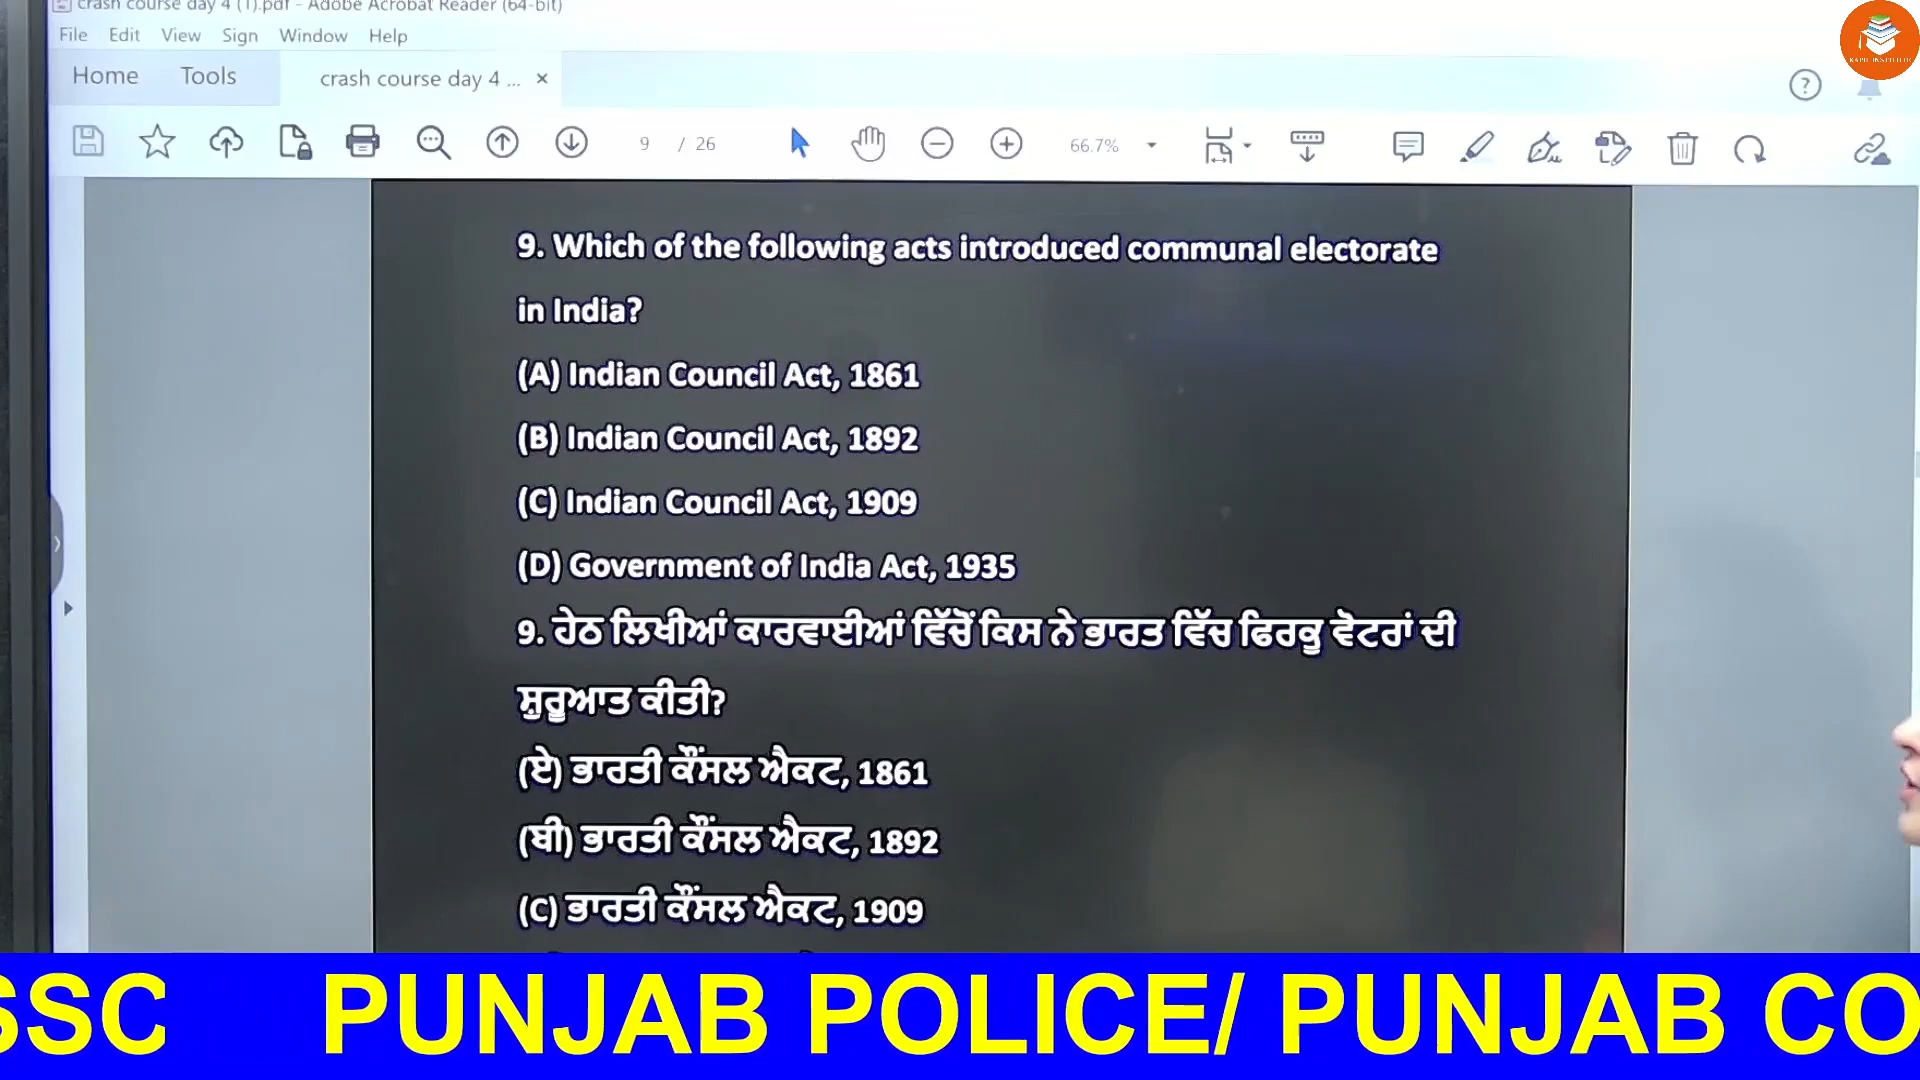 crash course day 4 (1).pdf - Adobe Acrobat Reader (64-bit)
File Edit View Sign Window Help
Home Tools crash course day 4 ... ×
9 / 26 66.7%
9. Which of the following acts introduced communal electorate
in India?
(A) Indian Council Act, 1861
(B) Indian Council Act, 1892
(C) Indian Council Act, 1909
(D) Government of India Act, 1935
9. ਹੇਠ ਲਿਖੀਆਂ ਕਾਰਵਾਈਆਂ ਵਿੱਚੋਂ ਕਿਸ ਨੇ ਭਾਰਤ ਵਿੱਚ ਫਿਰਕੂ ਵੋਟਰਾਂ ਦੀ
ਸ਼ੁਰੂਆਤ ਕੀਤੀ?
(ਏ) ਭਾਰਤੀ ਕੌਂਸਲ ਐਕਟ, 1861
(ਬੀ) ਭਾਰਤੀ ਕੌਂਸਲ ਐਕਟ, 1892
(C) ਭਾਰਤੀ ਕੌਂਸਲ ਐਕਟ, 1909
SSC PUNJAB POLICE/ PUNJAB CO